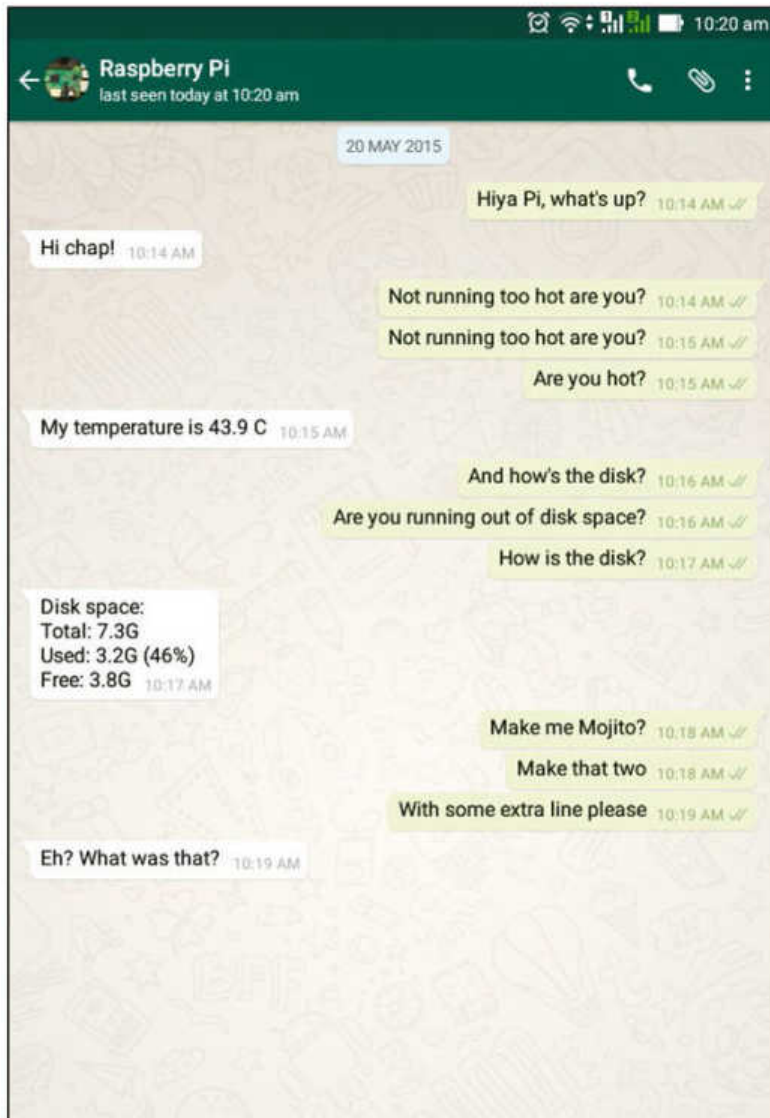 1 2 10:20 am
Raspberry Pi
last seen today at 10:20 am
20 MAY 2015
Hiya Pi, what's up? 10:14 AM
Hi chap! 10:14 AM
Not running too hot are you? 10:14 AM
Not running too hot are you? 10:15 AM
Are you hot? 10:15 AM
My temperature is 43.9 C 10:15 AM
And how's the disk? 10:16 AM
Are you running out of disk space? 10:16 AM
How is the disk? 10:17 AM
Disk space:
Total: 7.3G
Used: 3.2G (46%)
Free: 3.8G 10:17 AM
Make me Mojito? 10:18 AM
Make that two 10:18 AM
With some extra line please 10:19 AM
Eh? What was that? 10:19 AM